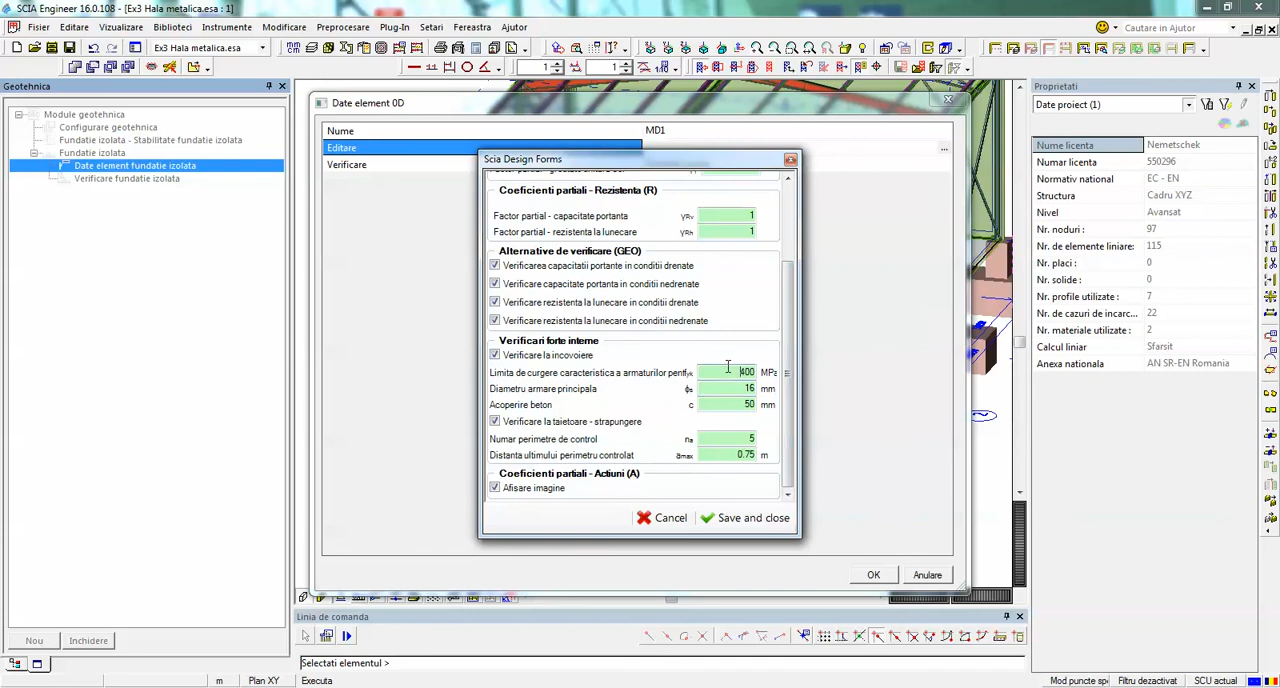 SCIA Engineer 16.0.108 - [Ex3 Hala metalica.esa : 1]
Fisier Editare Vizualizare Biblioteci Instrumente Modificare Preprocesare Plug-In Setari Fereastra Ajutor Cautare in Ajutor
Ex3 Hala metalica.esa 1 1
Geotehnica
Module geotehnica
Configurare geotehnica
Fundatie izolata - Stabilitate fundatie izolata
Fundatie izolata
Date element fundatie izolata
Verificare fundatie izolata
Nou Inchidere
Date element 0D
Nume MD1
Editare ...
Verificare
Scia Design Forms
Coeficienti partiali - Rezistenta (R)
Factor partial - capacitate portanta γRv 1
Factor partial - rezistenta la lunecare γRh 1
Alternative de verificare (GEO)
Verificarea capacitatii portante in conditii drenate
Verificare capacitate portanta in conditii nedrenate
Verificare rezistenta la lunecare in conditii drenate
Verificare rezistenta la lunecare in conditii nedrenate
Verificari forte interne
Verificare la incovoiere
Limita de curgere caracteristica a armaturilor pent fyk 400 MPa
Diametru armare principala ϕs 16 mm
Acoperire beton c 50 mm
Verificare la taietoare - strapungere
Numar perimetre de control na 5
Distanta ultimului perimetru controlat amax 0.75 m
Coeficienti partiali - Actiuni (A)
Afisare imagine
Cancel Save and close
OK Anulare
Proprietati
Date proiect (1)
Nume licenta Nemetschek
Numar licenta 550296
Normativ national EC - EN
Structura Cadru XYZ
Nivel Avansat
Nr. noduri : 97
Nr. de elemente liniare: 115
Nr. placi : 0
Nr. solide : 0
Nr. profile utilizate : 7
Nr. de cazuri de incarc... 22
Nr. materiale utilizate : 2
Calcul liniar Sfarsit
Anexa nationala AN SR-EN Romania
Linia de comanda
Selectati elementul >
m Plan XY Executa Mod puncte sp Filtru dezactivat SCU actual